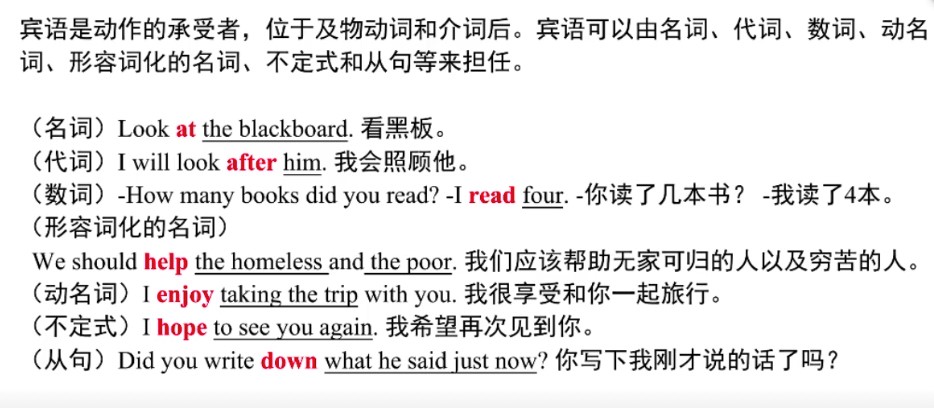 宾语是动作的承受者，位于及物动词和介词后。宾语可以由名词、代词、数词、动名
词、形容词化的名词、不定式和从句等来担任。
（名词）Look at the blackboard. 看黑板。
（代词）I will look after him. 我会照顾他。
（数词）-How many books did you read? -I read four. -你读了几本书？ -我读了4本。
（形容词化的名词）
We should help the homeless and the poor. 我们应该帮助无家可归的人以及穷苦的人。
（动名词）I enjoy taking the trip with you. 我很享受和你一起旅行。
（不定式）I hope to see you again. 我希望再次见到你。
（从句）Did you write down what he said just now? 你写下我刚才说的话了吗？